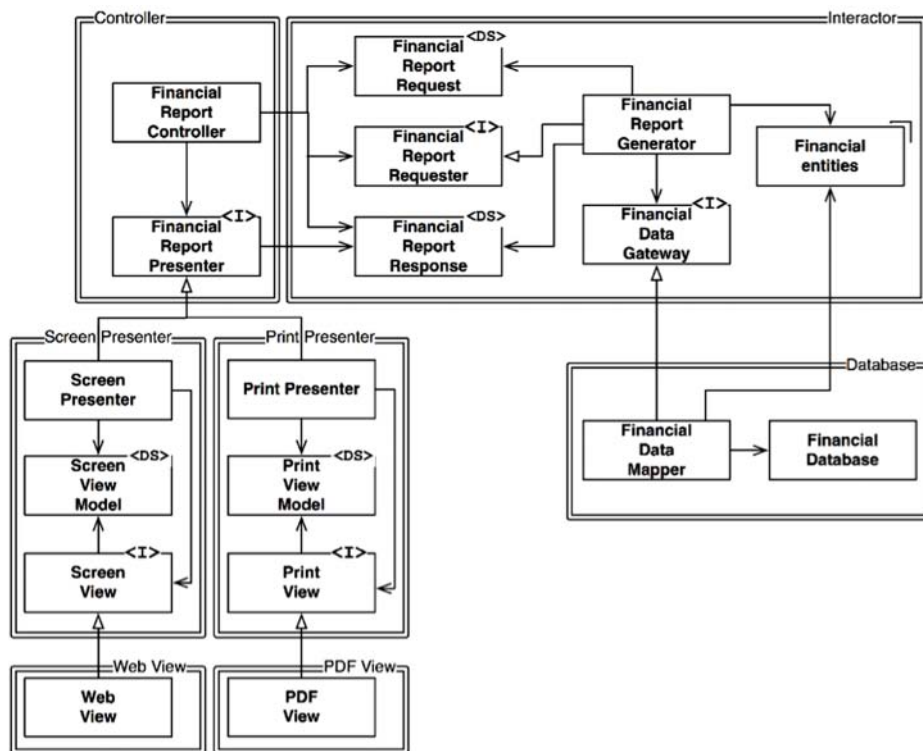 Controller
Interactor
<DS>
Financial
Report
Request
Financial
Report
Controller
<I>
Financial
Report
Requester
Financial
Report
Generator
Financial
entities
<I>
Financial
Report
Presenter
<DS>
Financial
Report
Response
<I>
Financial
Data
Gateway
Screen Presenter
Print Presenter
Database
Screen
Presenter
Print Presenter
Financial
Data
Mapper
Financial
Database
<DS>
Screen
View
Model
<DS>
Print
View
Model
<I>
Screen
View
<I>
Print
View
Web View
PDF View
Web
View
PDF
View